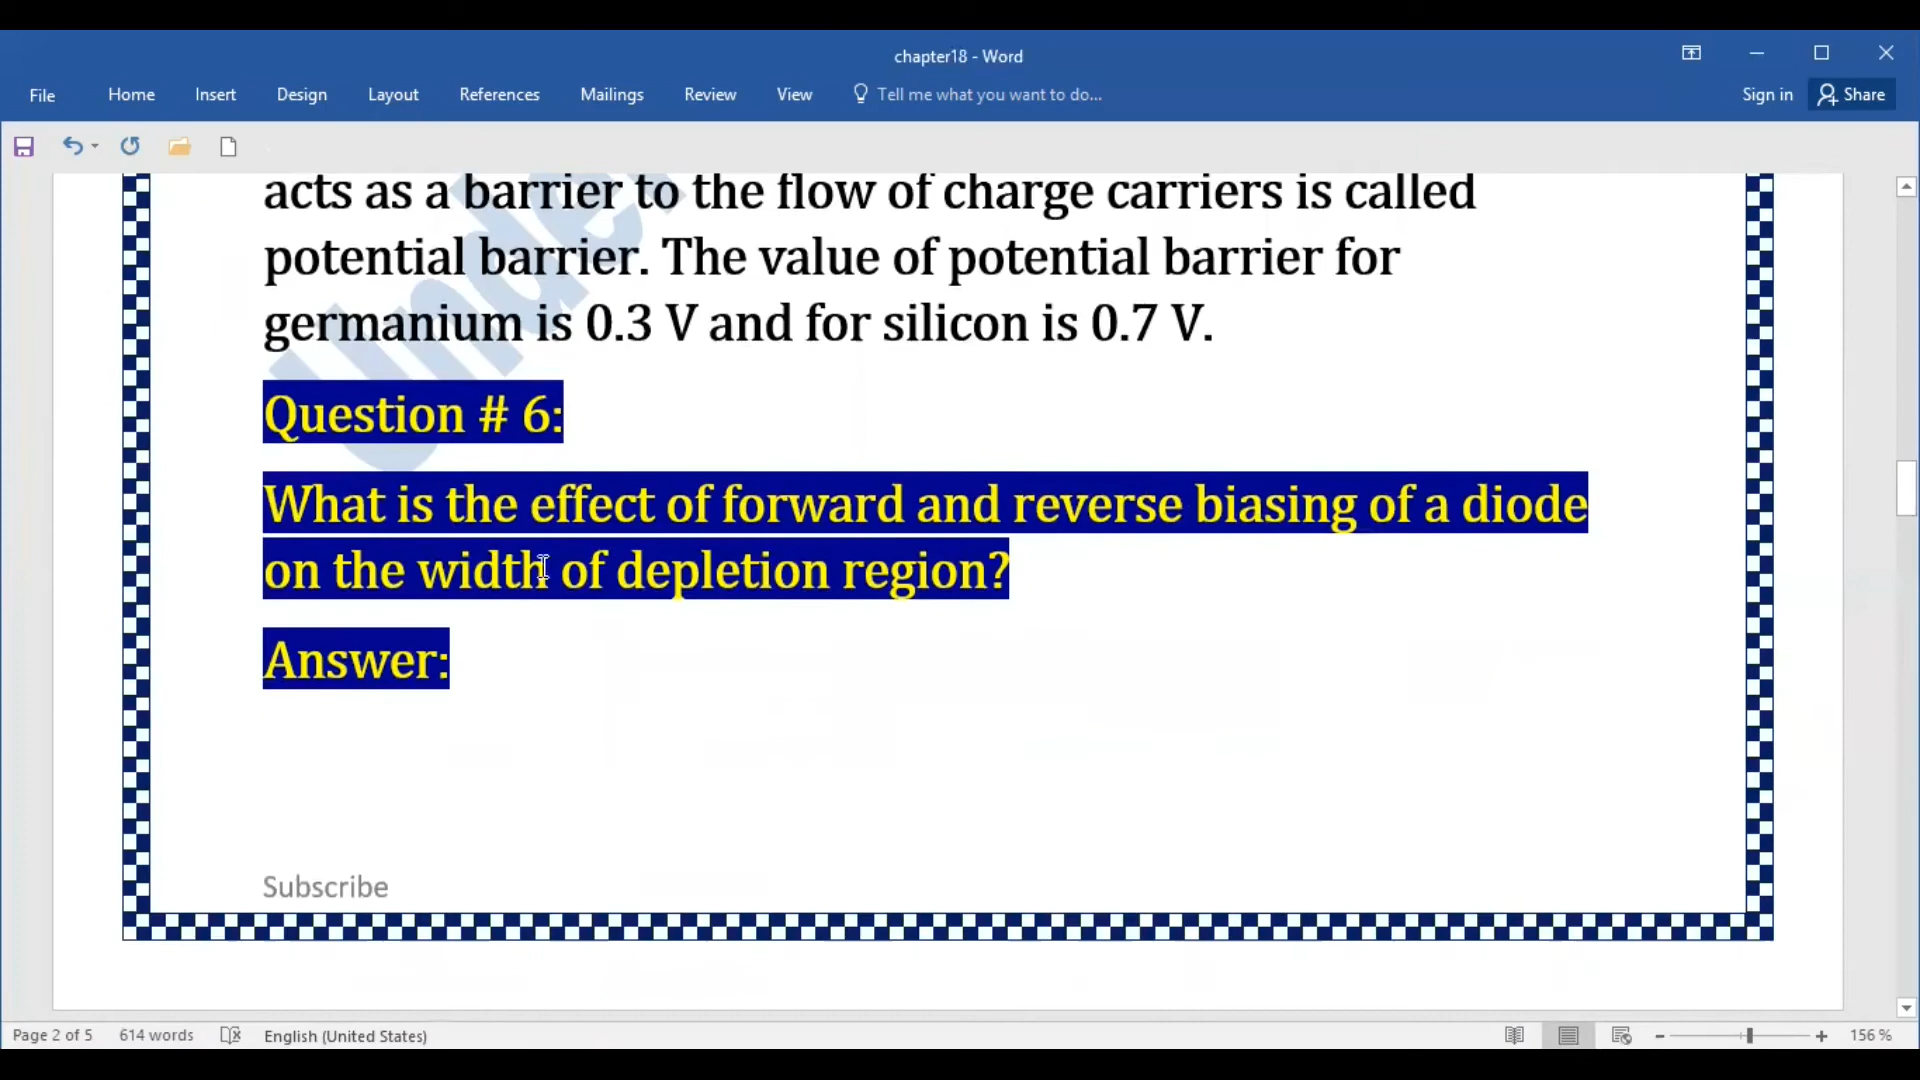 chapter18 - Word
File Home Insert Design Layout References Mailings Review View Tell me what you want to do... Sign in Share
acts as a barrier to the flow of charge carriers is called
potential barrier. The value of potential barrier for
germanium is 0.3 V and for silicon is 0.7 V.
Question # 6:
What is the effect of forward and reverse biasing of a diode
on the width of depletion region?
Answer:
Subscribe
Page 2 of 5 614 words English (United States) 156 %